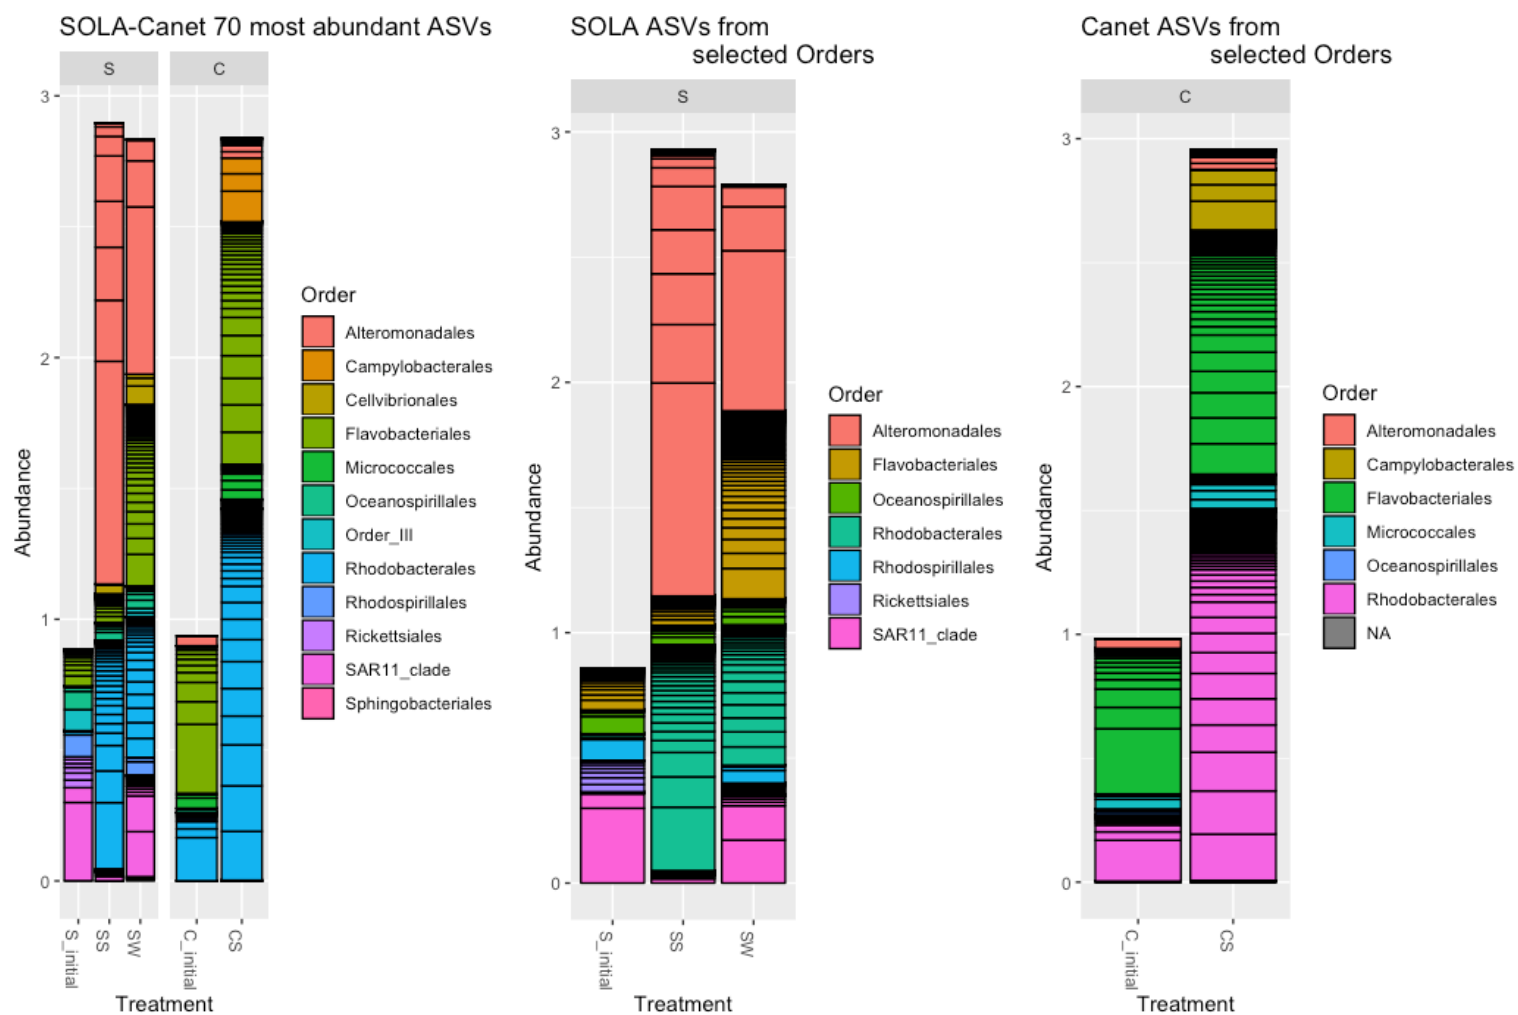 SOLA-Canet 70 most abundant ASVs
S
C
3
2
1
0
Abundance
S_initial
SS
SW
C_initial
CS
Treatment
Order
Alteromonadales
Campylobacterales
Cellvibrionales
Flavobacteriales
Micrococcales
Oceanospirillales
Order_III
Rhodobacterales
Rhodospirillales
Rickettsiales
SAR11_clade
Sphingobacteriales
SOLA ASVs from
selected Orders
S
3
2
1
0
Abundance
S_initial
SS
SW
Treatment
Order
Alteromonadales
Flavobacteriales
Oceanospirillales
Rhodobacterales
Rhodospirillales
Rickettsiales
SAR11_clade
Canet ASVs from
selected Orders
C
3
2
1
0
Abundance
C_initial
CS
Treatment
Order
Alteromonadales
Campylobacterales
Flavobacteriales
Micrococcales
Oceanospirillales
Rhodobacterales
NA